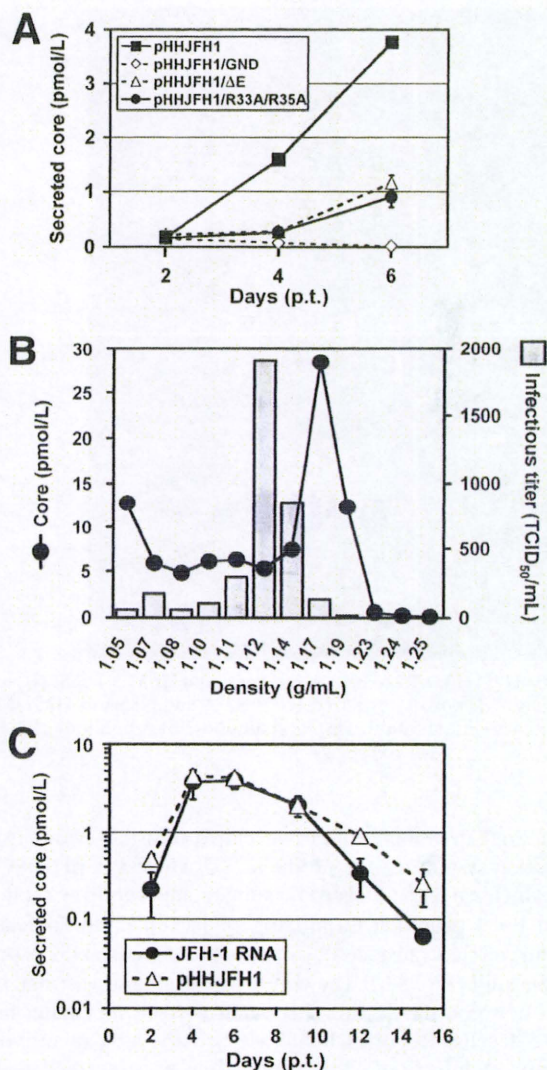 A
Secreted core (pmol/L)
4
3
2
1
0
pHHJFH1
pHHJFH1/GND
pHHJFH1/ΔE
pHHJFH1/R33A/R35A
2 4 6
Days (p.t.)
B
Core (pmol/L)
30
25
20
15
10
5
0
2000
1500
1000
500
0
Infectious titer (TCID50/mL)
1.05 1.07 1.08 1.10 1.11 1.12 1.14 1.17 1.19 1.23 1.24 1.25
Density (g/mL)
C
Secreted core (pmol/L)
10
1
0.1
0.01
JFH-1 RNA
pHHJFH1
0 2 4 6 8 10 12 14 16
Days (p.t.)